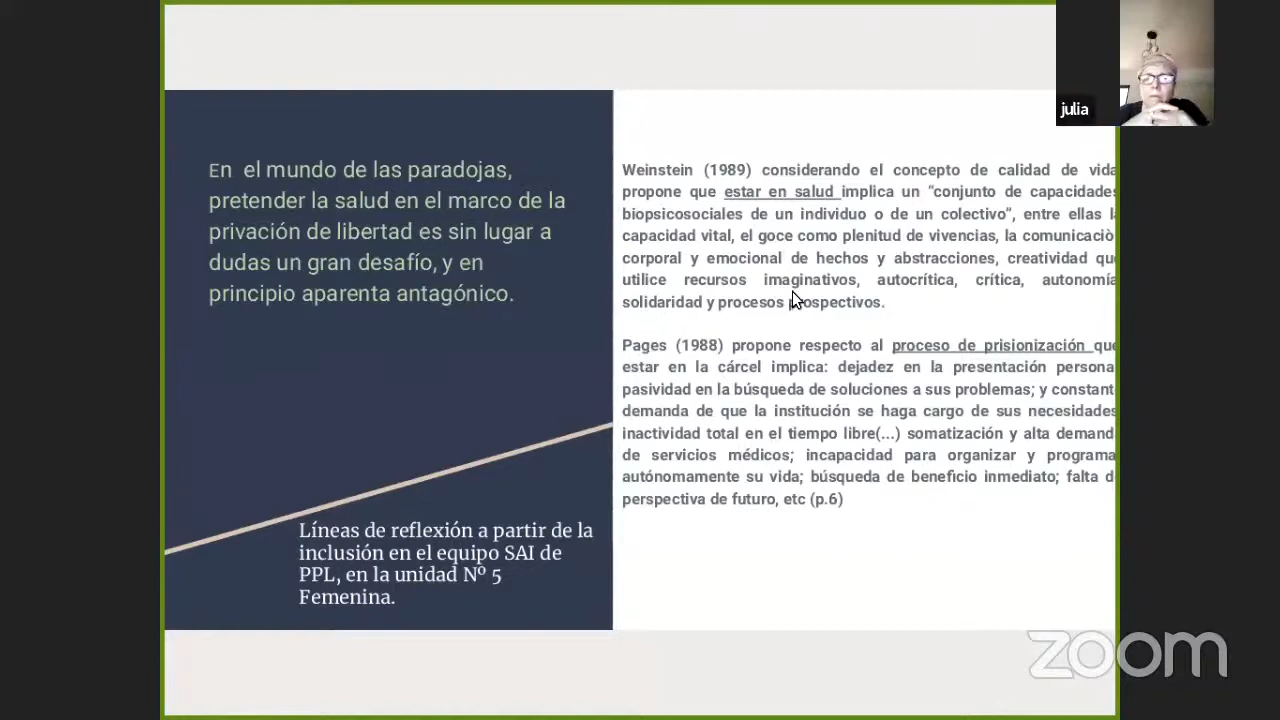 julia
En el mundo de las paradojas,
pretender la salud en el marco de la
privación de libertad es sin lugar a
dudas un gran desafío, y en
principio aparenta antagónico.
Líneas de reflexión a partir de la
inclusión en el equipo SAI de
PPL, en la unidad Nº 5
Femenina.
Weinstein (1989) considerando el concepto de calidad de vida
propone que estar en salud implica un “conjunto de capacidades
biopsicosociales de un individuo o de un colectivo”, entre ellas
capacidad vital, el goce como plenitud de vivencias, la
corporal y emocional de hechos y abstracciones, creatividad
utilice recursos imaginativos, autocrítica, crítica, autonomía
solidaridad y procesos prospectivos.
Pages (1988) propone respecto al proceso de prisionización que
estar en la cárcel implica: dejadez en la presentación
pasividad en la búsqueda de soluciones a sus problemas; y
demanda de que la institución se haga cargo de sus necesidades
inactividad total en el tiempo libre(...) somatización y alta
de servicios médicos; incapacidad para organizar y
autónomamente su vida; búsqueda de beneficio inmediato; falta
perspectiva de futuro, etc (p.6)
zoom